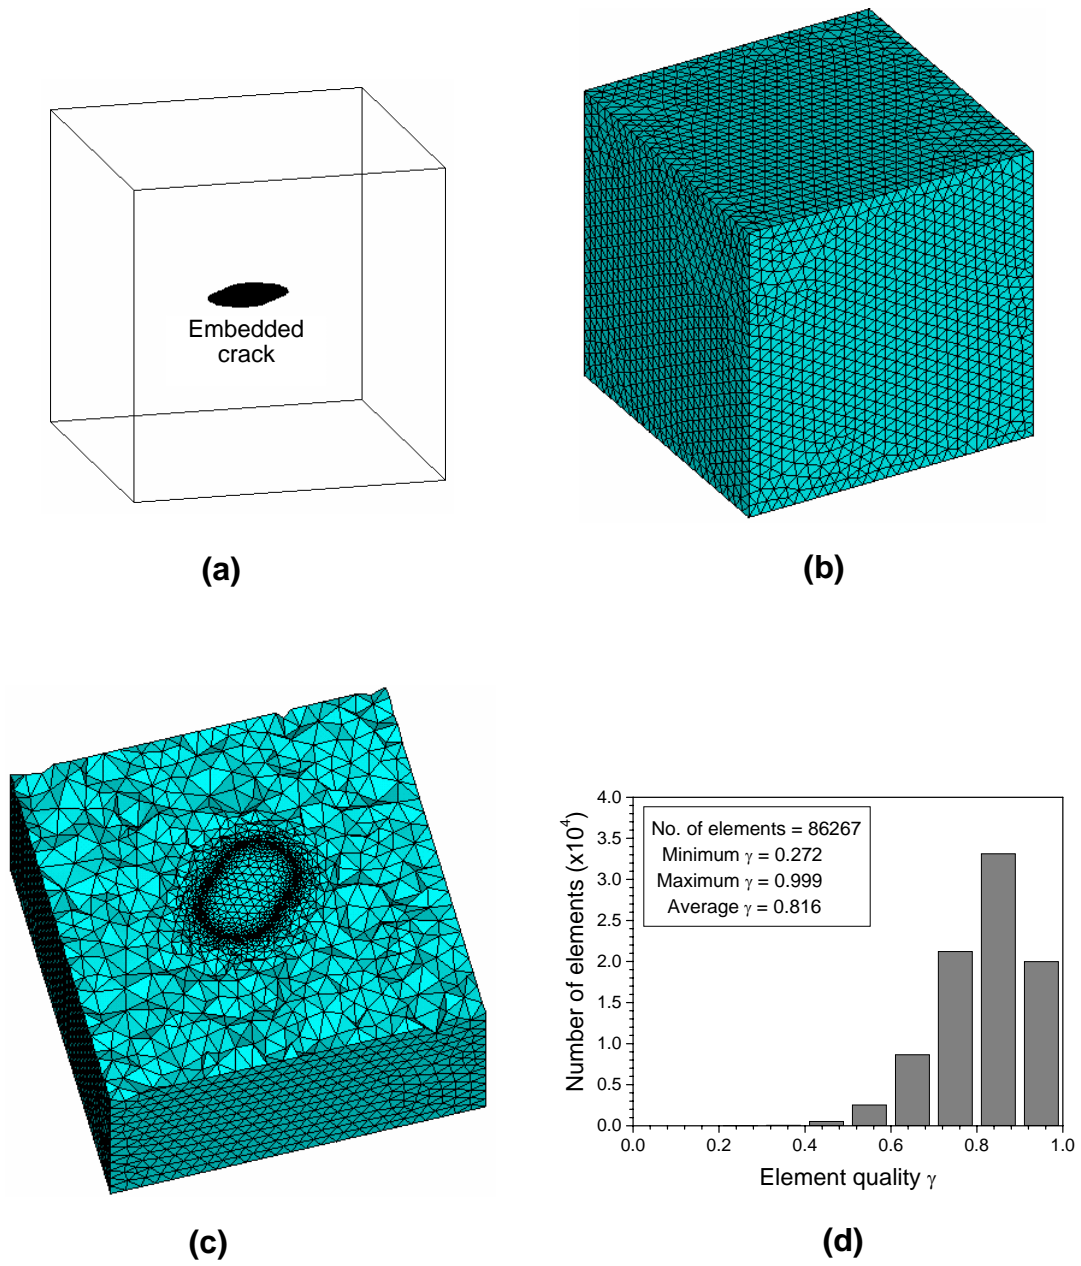 Embedded
crack
(a)
(b)
(c)
Number of elements (x10⁴)
4.0
3.5
3.0
2.5
2.0
1.5
1.0
0.5
0.0
No. of elements = 86267
Minimum γ = 0.272
Maximum γ = 0.999
Average γ = 0.816
0.0 0.2 0.4 0.6 0.8 1.0
Element quality γ
(d)